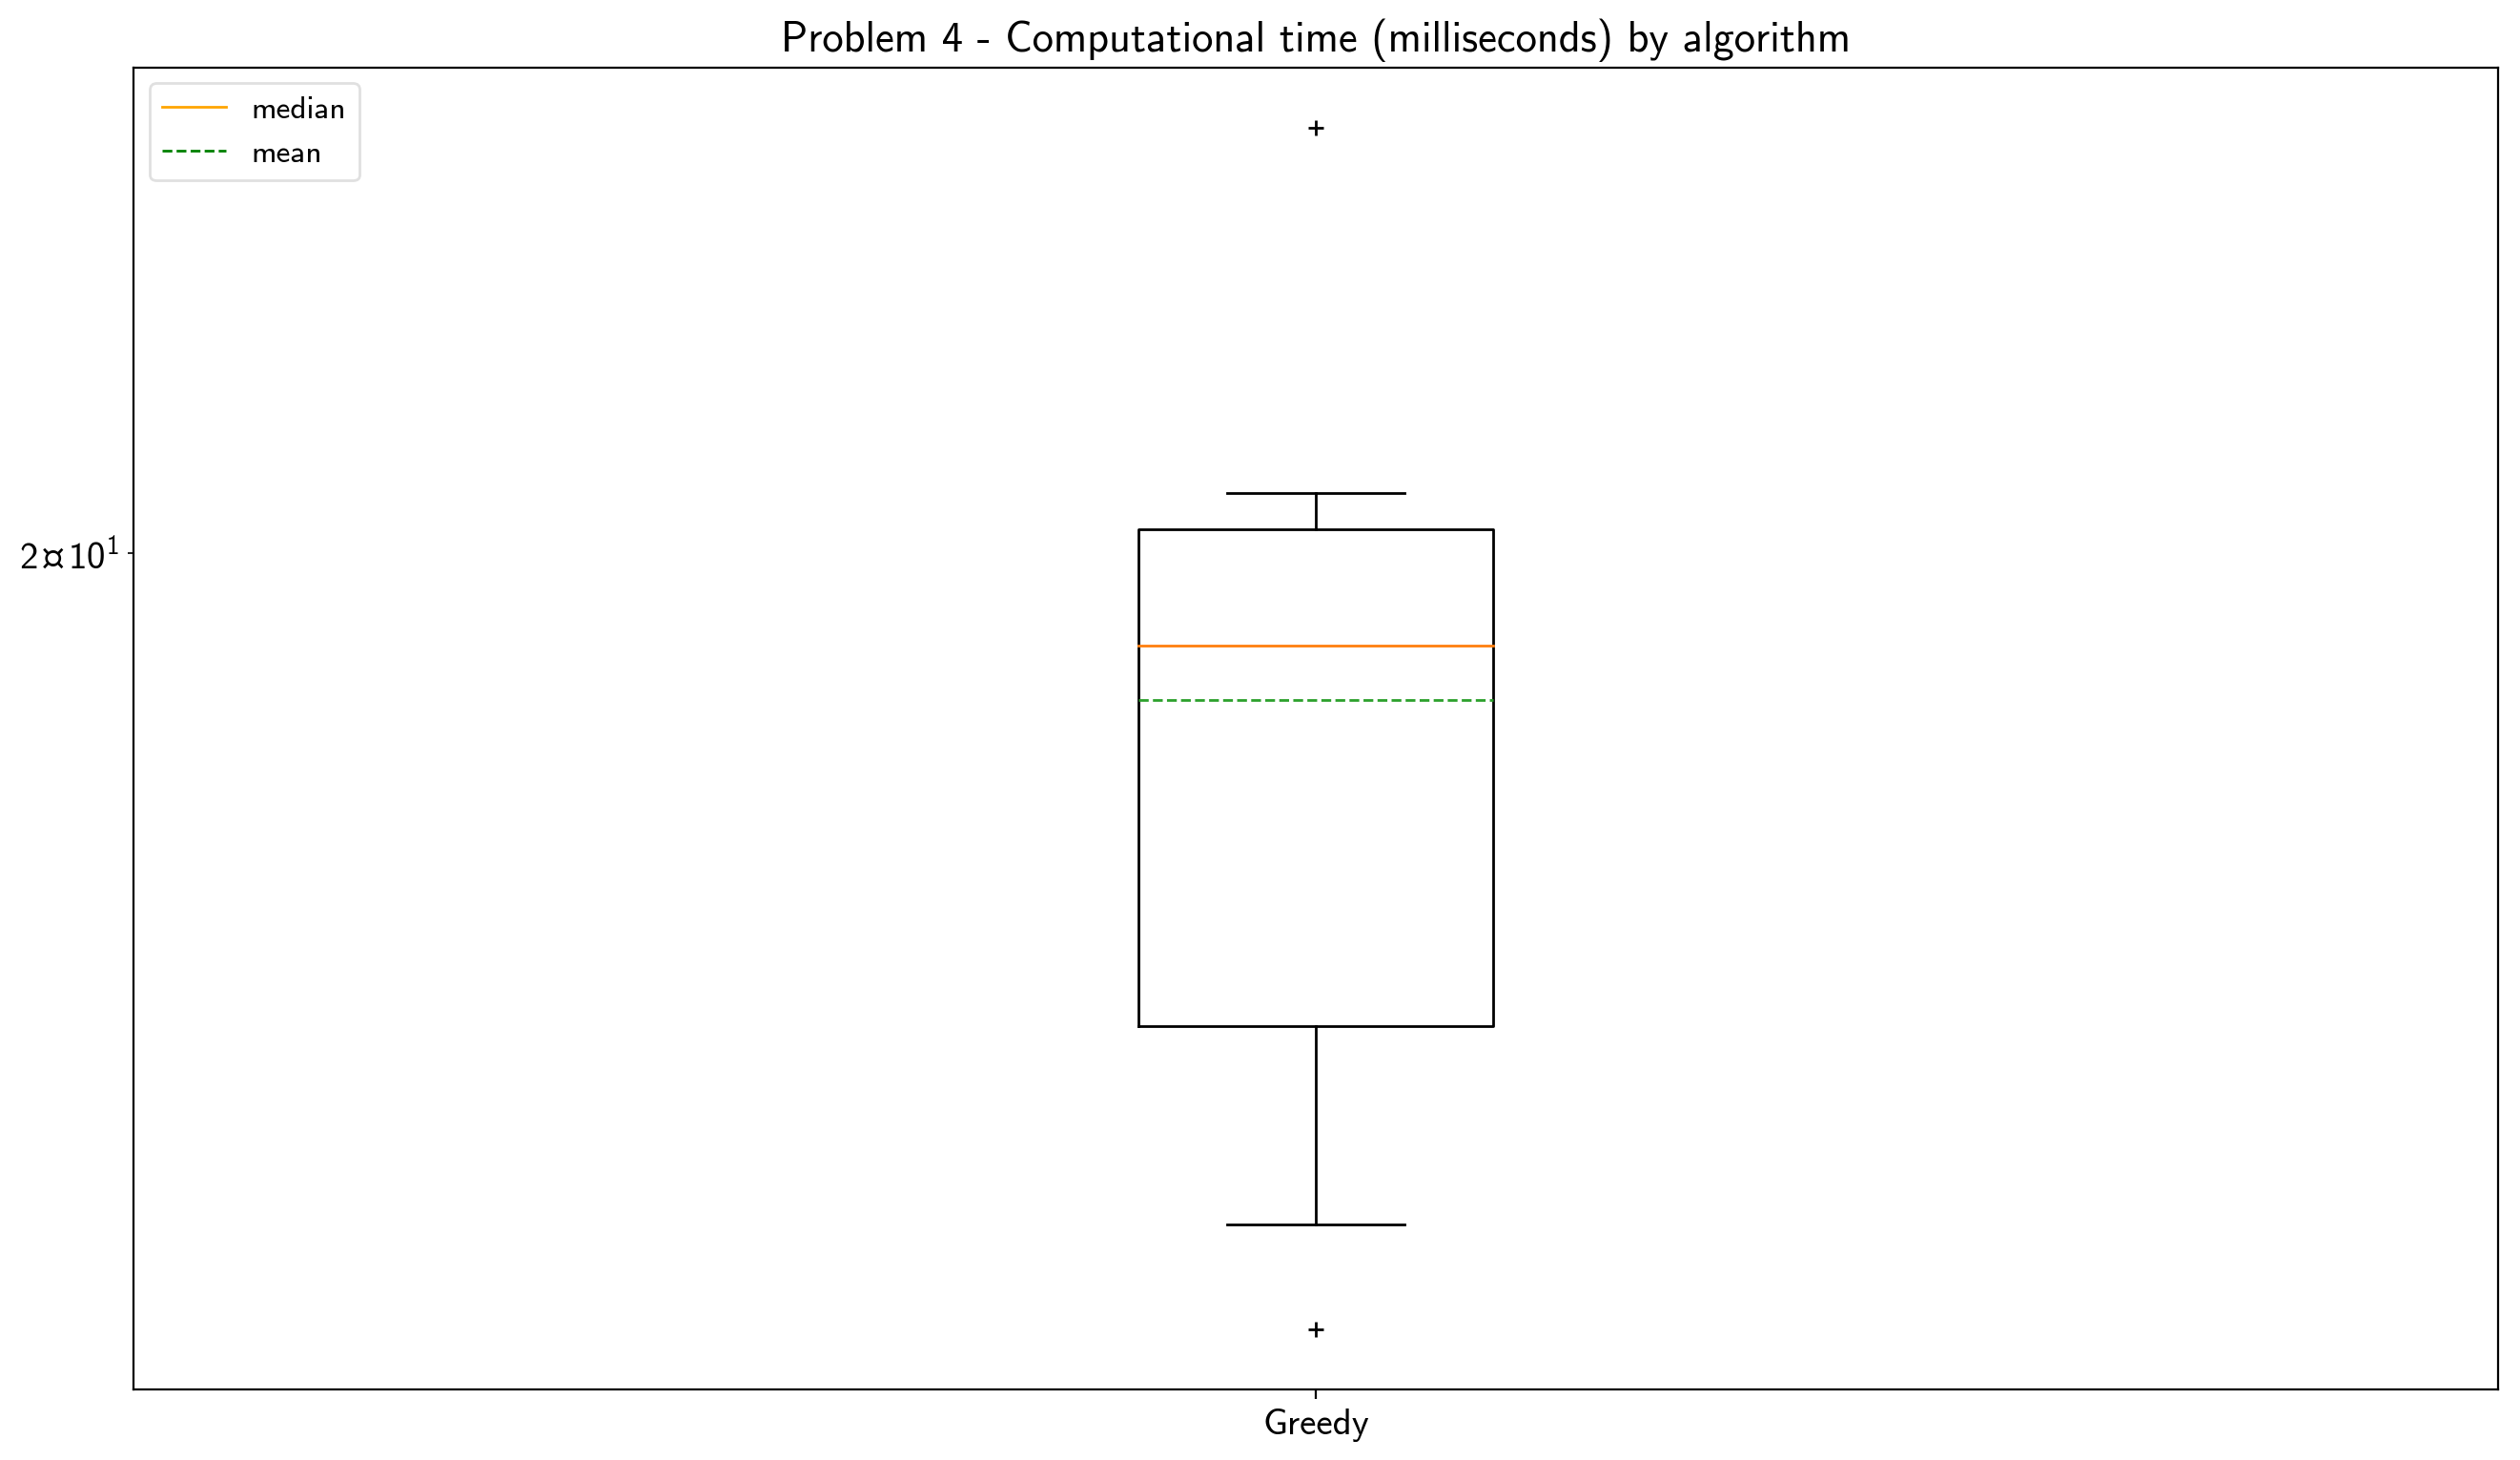 Problem 4 - Computational time (milliseconds) by algorithm
median
mean
2¤10¹
Greedy